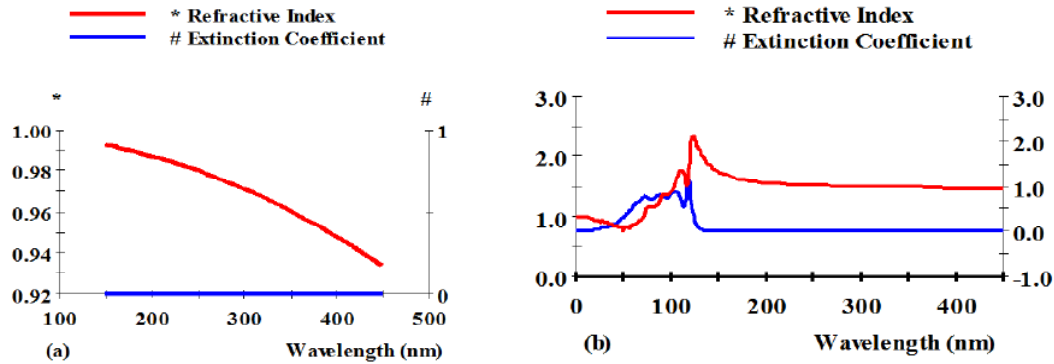 * Refractive Index
# Extinction Coefficient
* #
1.00 1
0.98
0.96
0.94
0.92 0
100 200 300 400 500
(a) Wavelength (nm)
* Refractive Index
# Extinction Coefficient
3.0 3.0
2.0 2.0
1.0 1.0
0.0
0.0 -1.0
0 100 200 300 400
(b) Wavelength (nm)